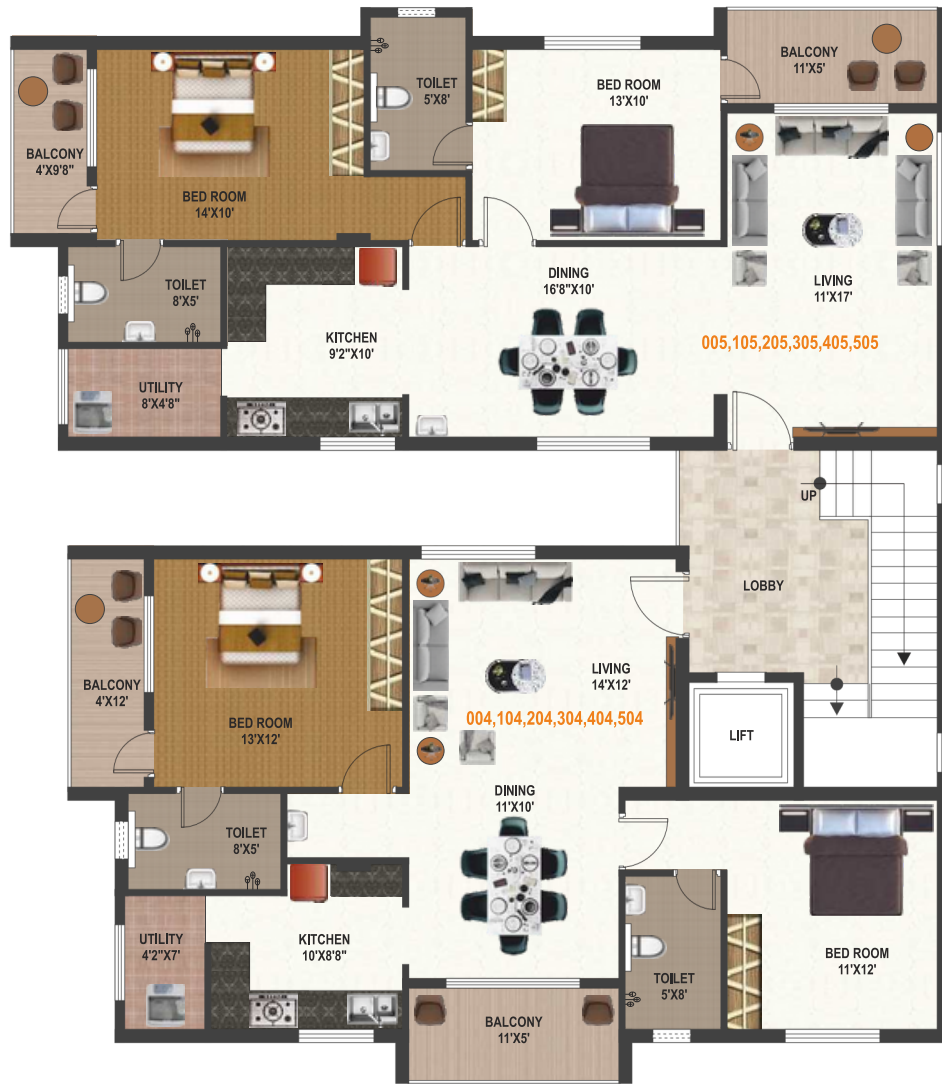 BALCONY
11'X5'
TOILET
5'X8'
BED ROOM
13'X10'
BALCONY
4'X9'8"
BED ROOM
14'X10'
TOILET
8'X5'
DINING
16'8"X10'
LIVING
11'X17'
KITCHEN
9'2"X10'
005,105,205,305,405,505
UTILITY
8'X4'8"
UP
LOBBY
BALCONY
4'X12'
BED ROOM
13'X12'
LIVING
14'X12'
004,104,204,304,404,504
LIFT
DINING
11'X10'
TOILET
8'X5'
UTILITY
4'2"X7'
KITCHEN
10'X8'8"
TOILET
5'X8'
BED ROOM
11'X12'
BALCONY
11'X5'